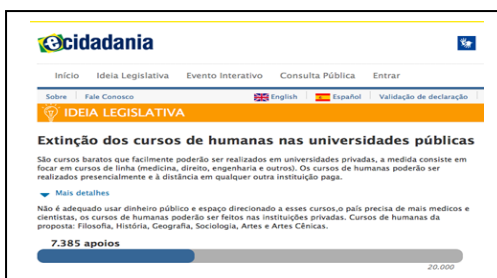 ecidadania
Início Ideia Legislativa Evento Interativo Consulta Pública Entrar
Sobre Fale Conosco English Español Validação de declaração
IDEIA LEGISLATIVA
Extinção dos cursos de humanas nas universidades públicas
São cursos baratos que facilmente poderão ser realizados em universidades privadas, a medida consiste em
focar em cursos de linha (medicina, direito, engenharia e outros). Os cursos de humanas poderão ser
realizados presencialmente e à distância em qualquer outra instituição paga.
Mais detalhes
Não é adequado usar dinheiro público e espaço direcionado a esses cursos,o país precisa de mais medicos e
cientistas, os cursos de humanas poderão ser feitos nas instituições privadas. Cursos de humanas da
proposta: Filosofia, História, Geografia, Sociologia, Artes e Artes Cênicas.
7.385 apoios
20.000